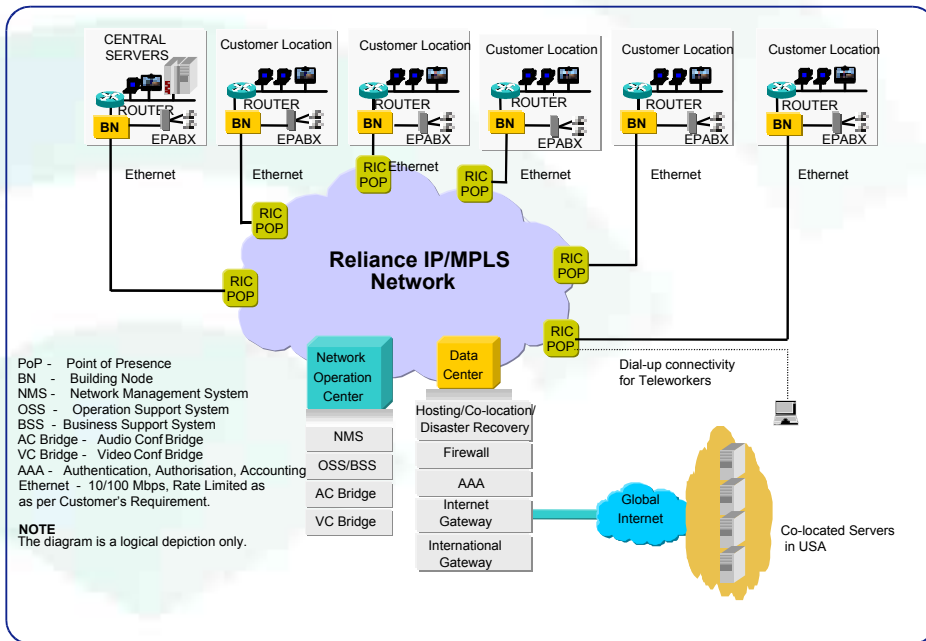 CENTRAL
SERVERS
ROUTER
BN
EPABX
Ethernet
Customer Location
ROUTER
BN
EPABX
Ethernet
Customer Location
ROUTER
BN
EPABX
Ethernet
Customer Location
ROUTER
BN
EPABX
Ethernet
Customer Location
ROUTER
BN
EPABX
Ethernet
Customer Location
ROUTER
BN
EPABX
Ethernet
RIC
POP
RIC
POP
RIC
POP
RIC
POP
RIC
POP
RIC
POP
Reliance IP/MPLS
Network
Dial-up connectivity
for Teleworkers
PoP - Point of Presence
BN - Building Node
NMS - Network Management System
OSS - Operation Support System
BSS - Business Support System
AC Bridge - Audio Conf Bridge
VC Bridge - Video Conf Bridge
AAA - Authentication, Authorisation, Accounting
Ethernet - 10/100 Mbps, Rate Limited as
as per Customer's Requirement.
NOTE
The diagram is a logical depiction only.
Network
Operation
Center
NMS
OSS/BSS
AC Bridge
VC Bridge
Data
Center
Hosting/Co-location/
Disaster Recovery
Firewall
AAA
Internet
Gateway
International
Gateway
Global
Internet
Co-located Servers
in USA